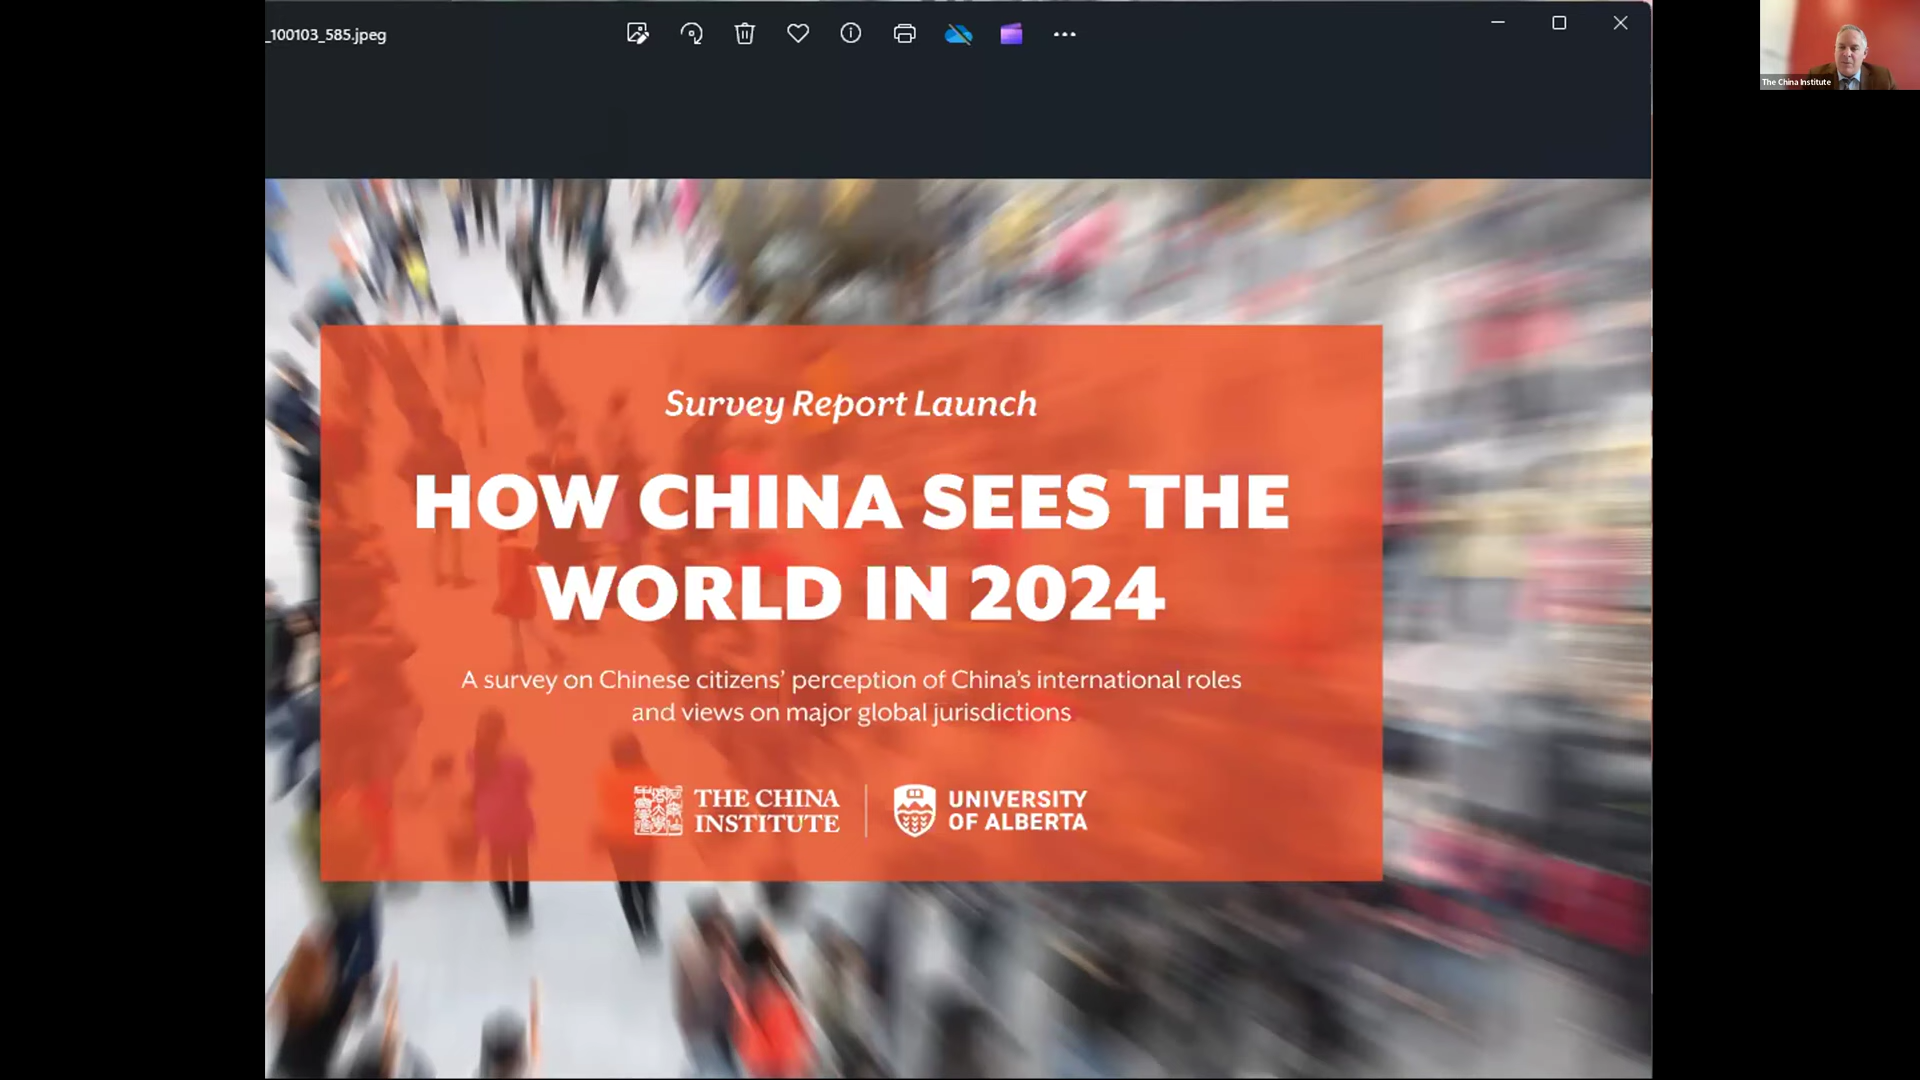 _100103_585.jpeg
The China Institute
Survey Report Launch
HOW CHINA SEES THE
WORLD IN 2024
A survey on Chinese citizens' perception of China's international roles
and views on major global jurisdictions
THE CHINA
INSTITUTE
UNIVERSITY
OF ALBERTA